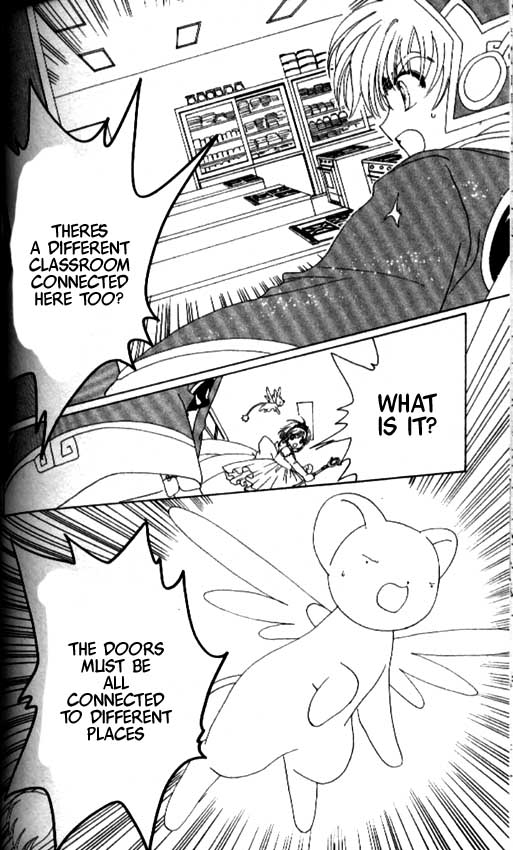 THERES
A DIFFERENT
CLASSROOM
CONNECTED
HERE TOO?
WHAT
IS IT?
THE DOORS
MUST BE
ALL
CONNECTED
TO DIFFERENT
PLACES